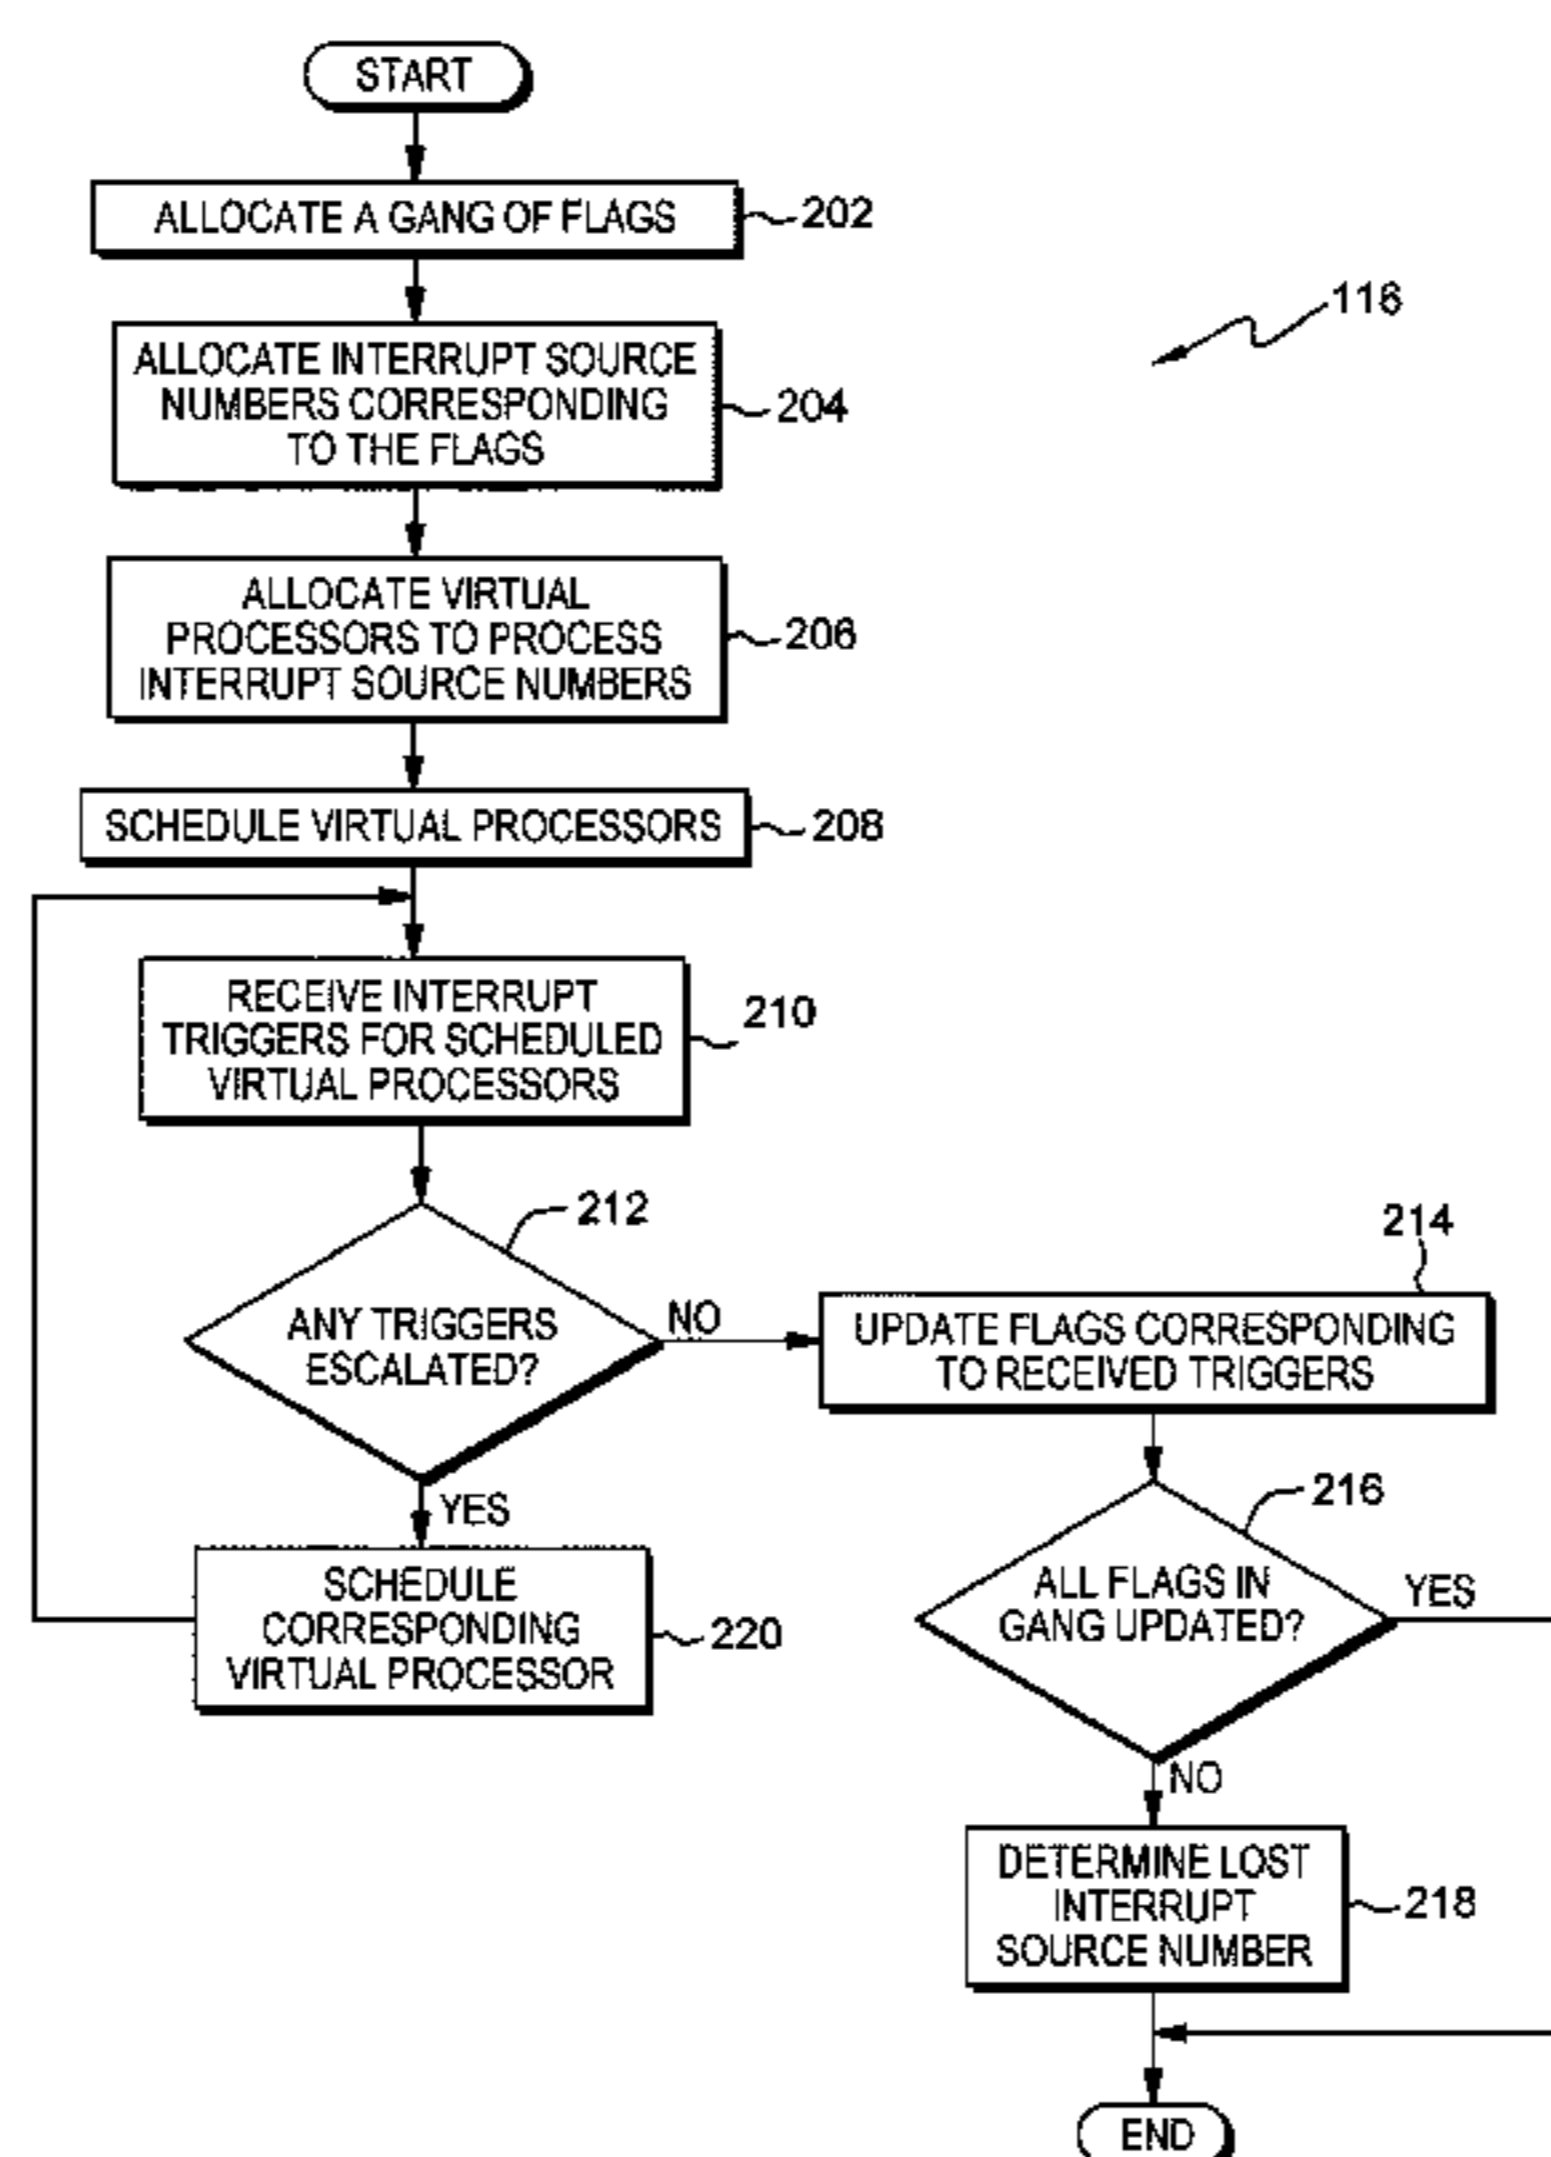 START
ALLOCATE A GANG OF FLAGS
202
116
ALLOCATE INTERRUPT SOURCE
NUMBERS CORRESPONDING
TO THE FLAGS
204
ALLOCATE VIRTUAL
PROCESSORS TO PROCESS
INTERRUPT SOURCE NUMBERS
206
SCHEDULE VIRTUAL PROCESSORS
208
RECEIVE INTERRUPT
TRIGGERS FOR SCHEDULED
VIRTUAL PROCESSORS
210
212
ANY TRIGGERS
ESCALATED?
NO
YES
214
UPDATE FLAGS CORRESPONDING
TO RECEIVED TRIGGERS
216
ALL FLAGS IN
GANG UPDATED?
YES
NO
SCHEDULE
CORRESPONDING
VIRTUAL PROCESSOR
220
DETERMINE LOST
INTERRUPT
SOURCE NUMBER
218
END